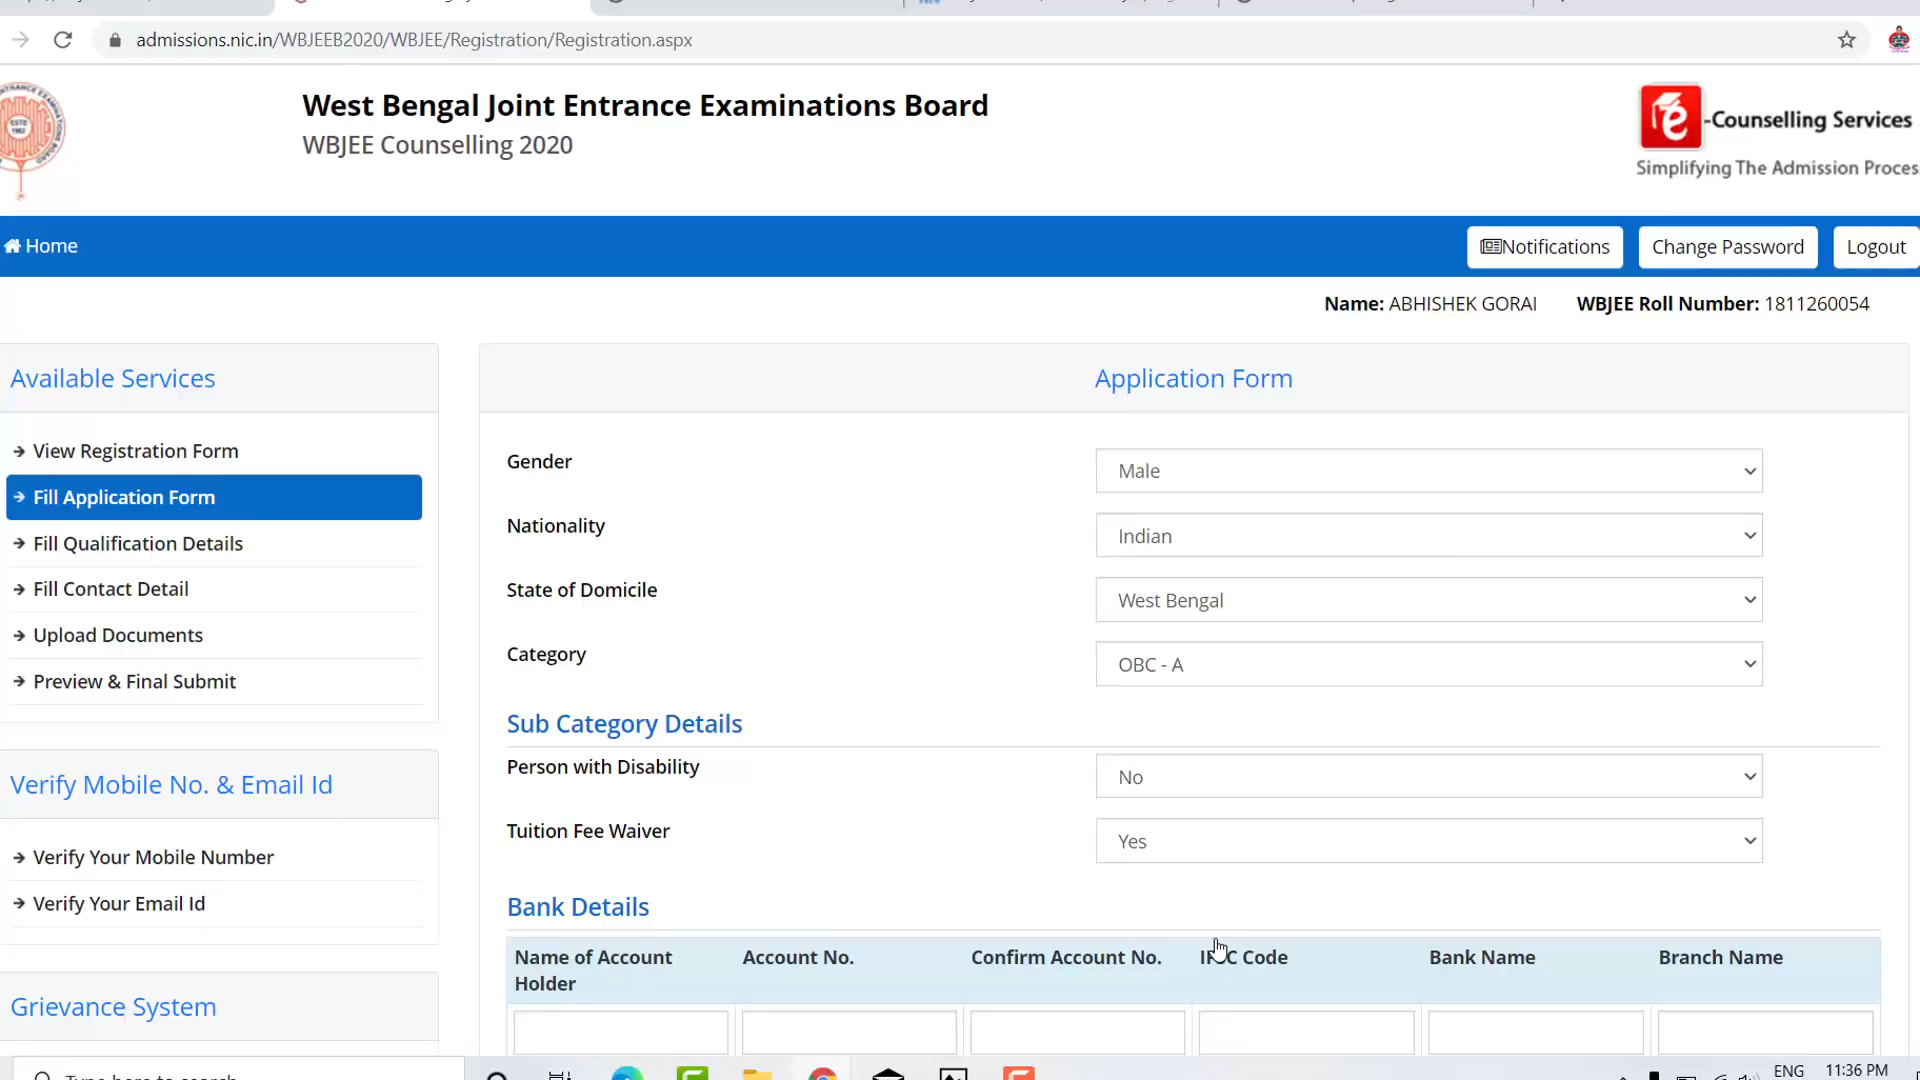 admissions.nic.in/WBJEEB2020/WBJEE/Registration/Registration.aspx
West Bengal Joint Entrance Examinations Board
WBJEE Counselling 2020
e-Counselling Services
Simplifying The Admission Proces
Home
Notifications
Change Password
Logout
Name: ABHISHEK GORAI WBJEE Roll Number: 1811260054
Available Services
View Registration Form
Fill Application Form
Fill Qualification Details
Fill Contact Detail
Upload Documents
Preview & Final Submit
Verify Mobile No. & Email Id
Verify Your Mobile Number
Verify Your Email Id
Grievance System
Application Form
Gender Male
Nationality Indian
State of Domicile West Bengal
Category OBC - A
Sub Category Details
Person with Disability No
Tuition Fee Waiver Yes
Bank Details
Name of Account Holder
Account No.
Confirm Account No.
IFSC Code
Bank Name
Branch Name
Type here to search
ENG
11:36 PM